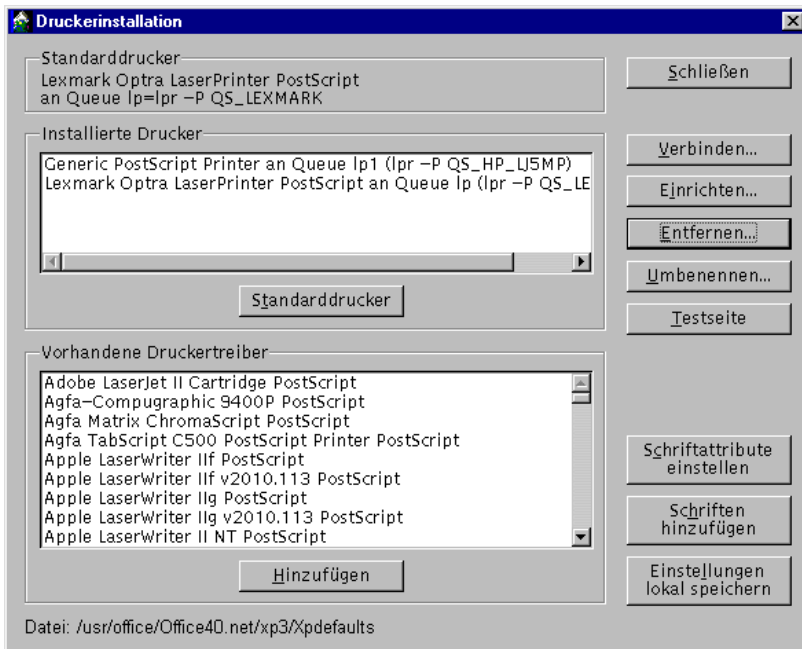 Druckerinstallation
Standarddrucker
Lexmark Optra LaserPrinter PostScript
an Queue lp=lpr -P QS_LEXMARK
Schließen
Installierte Drucker
Generic PostScript Printer an Queue lp1 (lpr -P QS_HP_LJ5MP)
Lexmark Optra LaserPrinter PostScript an Queue lp (lpr -P QS_LE
Standarddrucker
Verbinden...
Einrichten...
Entfernen...
Umbenennen...
Testseite
Vorhandene Druckertreiber
Adobe LaserJet II Cartridge PostScript
Agfa-Compugraphic 9400P PostScript
Agfa Matrix ChromaScript PostScript
Agfa TabScript C500 PostScript Printer PostScript
Apple LaserWriter IIf PostScript
Apple LaserWriter IIf v2010.113 PostScript
Apple LaserWriter IIg PostScript
Apple LaserWriter IIg v2010.113 PostScript
Apple LaserWriter II NT PostScript
Hinzufügen
Schriftattribute
einstellen
Schriften
hinzufügen
Einstellungen
lokal speichern
Datei: /usr/office/Office40.net/xp3/Xpdefaults